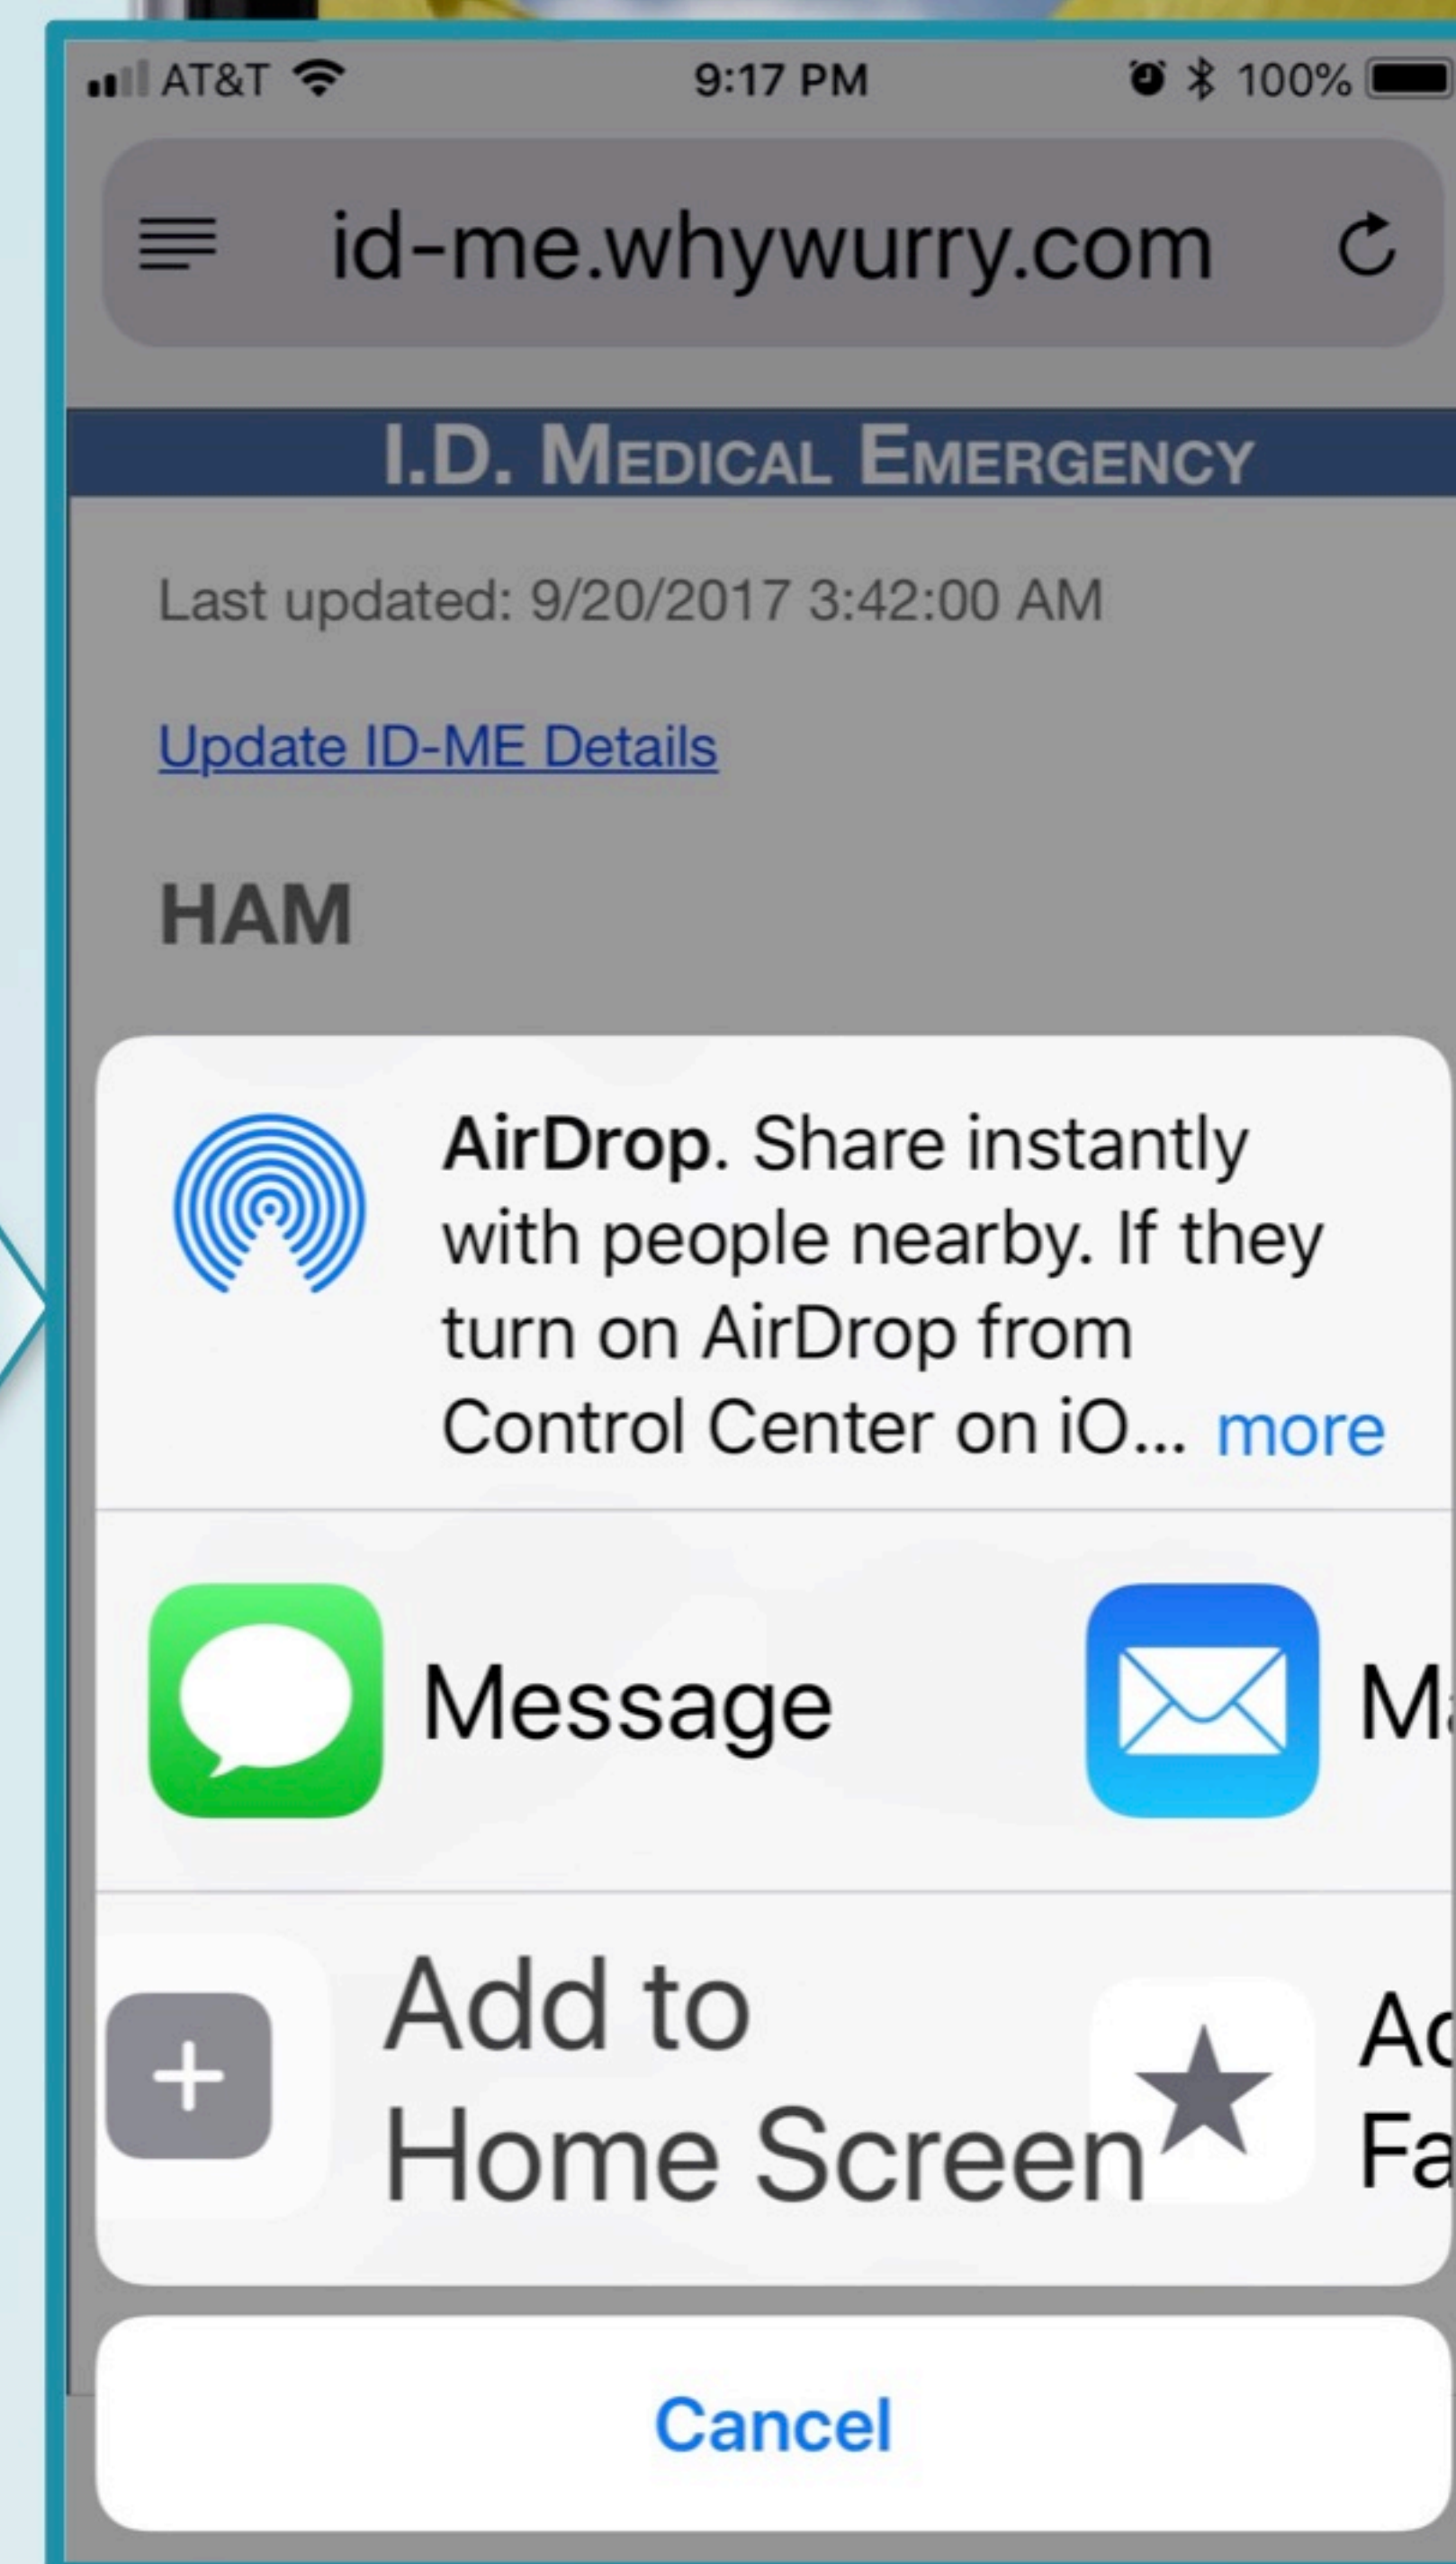 AT&T 9:17 PM 100%
id-me.whywurry.com
I.D. MEDICAL EMERGENCY
Last updated: 9/20/2017 3:42:00 AM
Update ID-ME Details
HAM
AirDrop. Share instantly
with people nearby. If they
turn on AirDrop from
Control Center on iO... more
Message
Add to
Home Screen
Cancel